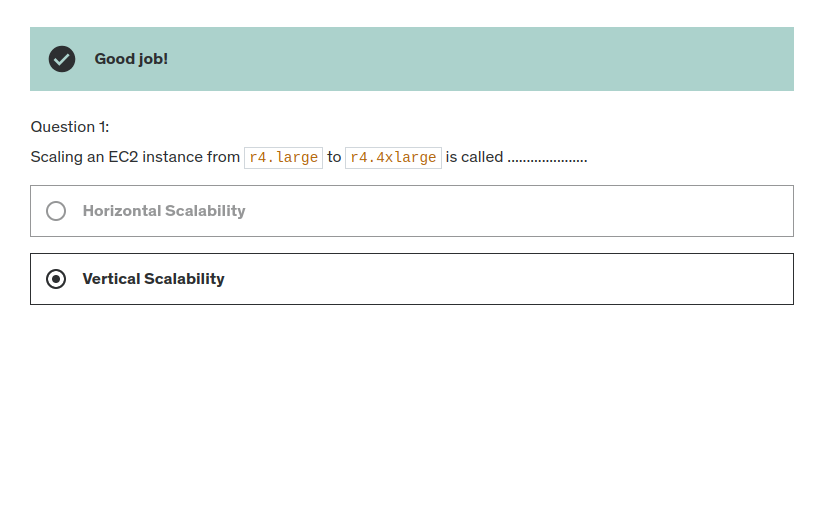 Good job!
Question 1:
Scaling an EC2 instance from r4.large to r4.4xlarge is called .....................
Horizontal Scalability
Vertical Scalability